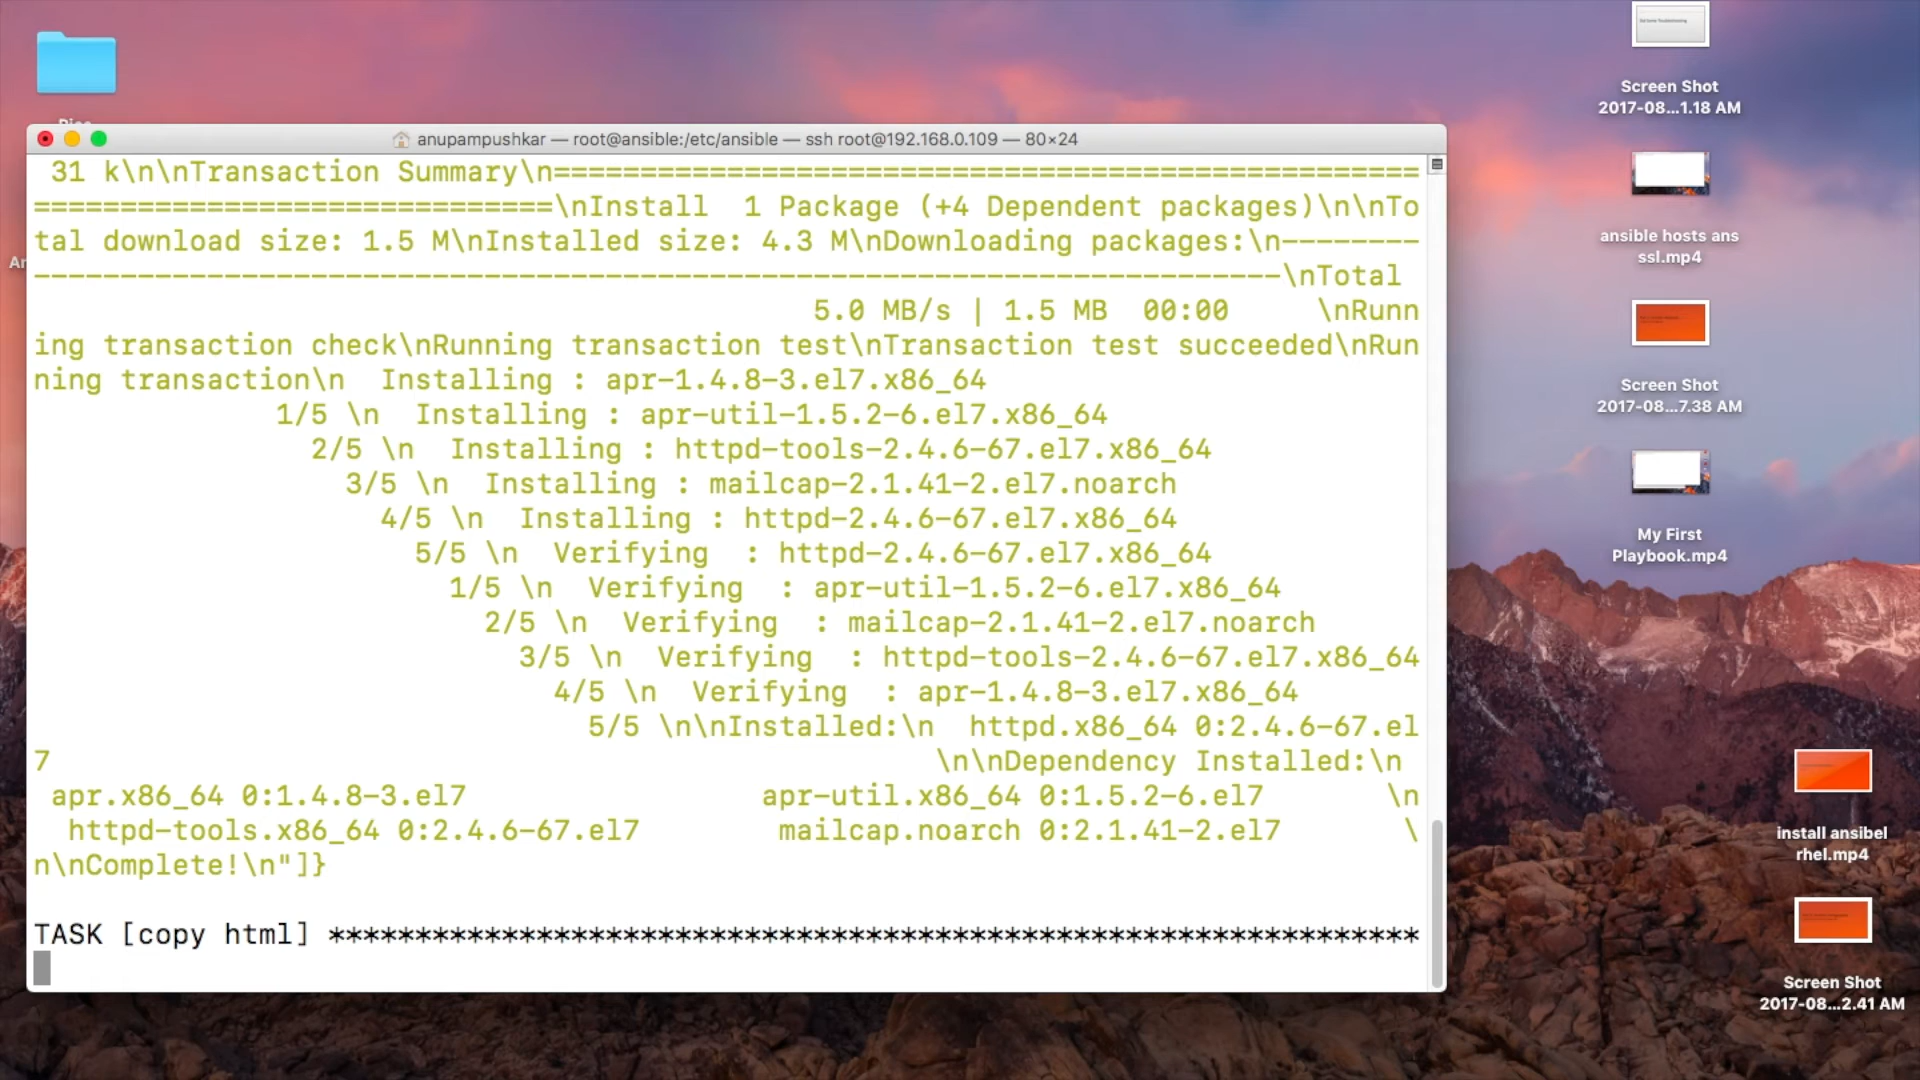 anupampushkar — root@ansible:/etc/ansible — ssh root@192.168.0.109 — 80×24
31 k\n\nTransaction Summary\n==================================================
==============================\nInstall  1 Package (+4 Dependent packages)\n\nTo
tal download size: 1.5 M\nInstalled size: 4.3 M\nDownloading packages:\n--------
------------------------------------------------------------------------\nTotal
5.0 MB/s | 1.5 MB  00:00     \nRunn
ing transaction check\nRunning transaction test\nTransaction test succeeded\nRun
ning transaction\n  Installing : apr-1.4.8-3.el7.x86_64
1/5 \n  Installing : apr-util-1.5.2-6.el7.x86_64
2/5 \n  Installing : httpd-tools-2.4.6-67.el7.x86_64
3/5 \n  Installing : mailcap-2.1.41-2.el7.noarch
4/5 \n  Installing : httpd-2.4.6-67.el7.x86_64
5/5 \n  Verifying  : httpd-2.4.6-67.el7.x86_64
1/5 \n  Verifying  : apr-util-1.5.2-6.el7.x86_64
2/5 \n  Verifying  : mailcap-2.1.41-2.el7.noarch
3/5 \n  Verifying  : httpd-tools-2.4.6-67.el7.x86_64
4/5 \n  Verifying  : apr-1.4.8-3.el7.x86_64
5/5 \n\nInstalled:\n  httpd.x86_64 0:2.4.6-67.el
7                                                    \n\nDependency Installed:\n
apr.x86_64 0:1.4.8-3.el7                 apr-util.x86_64 0:1.5.2-6.el7       \n
httpd-tools.x86_64 0:2.4.6-67.el7        mailcap.noarch 0:2.1.41-2.el7       \
n\nComplete!\n"]}
TASK [copy html] ***************************************************************
Screen Shot
2017-08...1.18 AM
ansible hosts ans
ssl.mp4
Screen Shot
2017-08...7.38 AM
My First
Playbook.mp4
install ansibel
rhel.mp4
Screen Shot
2017-08...2.41 AM